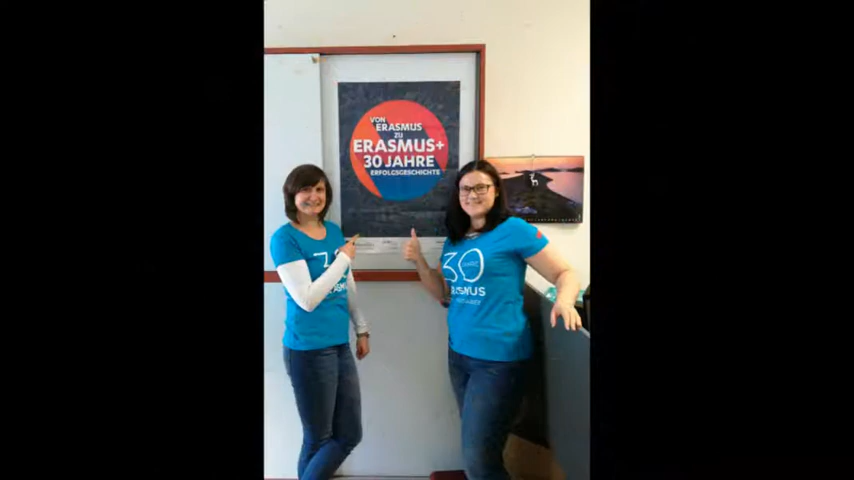 VON
ERASMUS
ZU
ERASMUS+
30 JAHRE
ERFOLGSGESCHICHTE
30
ERASMUS